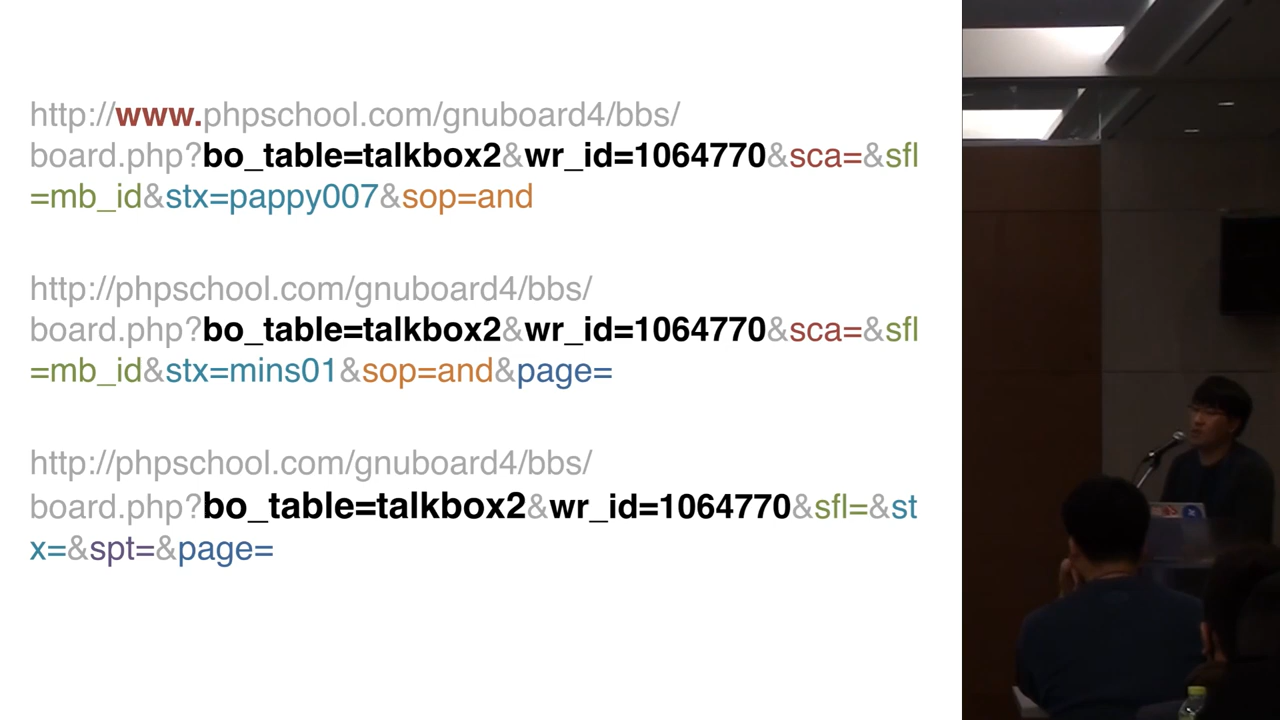 http://www.phpschool.com/gnuboard4/bbs/
board.php?bo_table=talkbox2&wr_id=1064770&sca=&sfl
=mb_id&stx=pappy007&sop=and
http://phpschool.com/gnuboard4/bbs/
board.php?bo_table=talkbox2&wr_id=1064770&sca=&sfl
=mb_id&stx=mins01&sop=and&page=
http://phpschool.com/gnuboard4/bbs/
board.php?bo_table=talkbox2&wr_id=1064770&sfl=&st
x=&spt=&page=